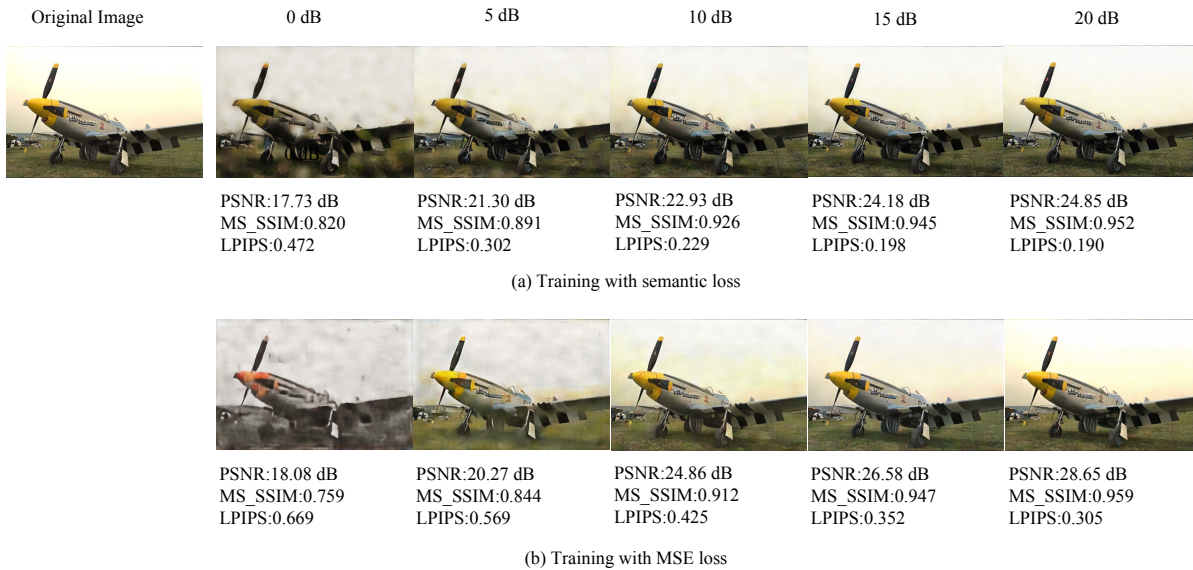 Original Image
0 dB
5 dB
10 dB
15 dB
20 dB
0 dB
PSNR:17.73 dB
MS_SSIM:0.820
LPIPS:0.472
PSNR:21.30 dB
MS_SSIM:0.891
LPIPS:0.302
PSNR:22.93 dB
MS_SSIM:0.926
LPIPS:0.229
PSNR:24.18 dB
MS_SSIM:0.945
LPIPS:0.198
PSNR:24.85 dB
MS_SSIM:0.952
LPIPS:0.190
(a) Training with semantic loss
PSNR:18.08 dB
MS_SSIM:0.759
LPIPS:0.669
PSNR:20.27 dB
MS_SSIM:0.844
LPIPS:0.569
PSNR:24.86 dB
MS_SSIM:0.912
LPIPS:0.425
PSNR:26.58 dB
MS_SSIM:0.947
LPIPS:0.352
PSNR:28.65 dB
MS_SSIM:0.959
LPIPS:0.305
(b) Training with MSE loss